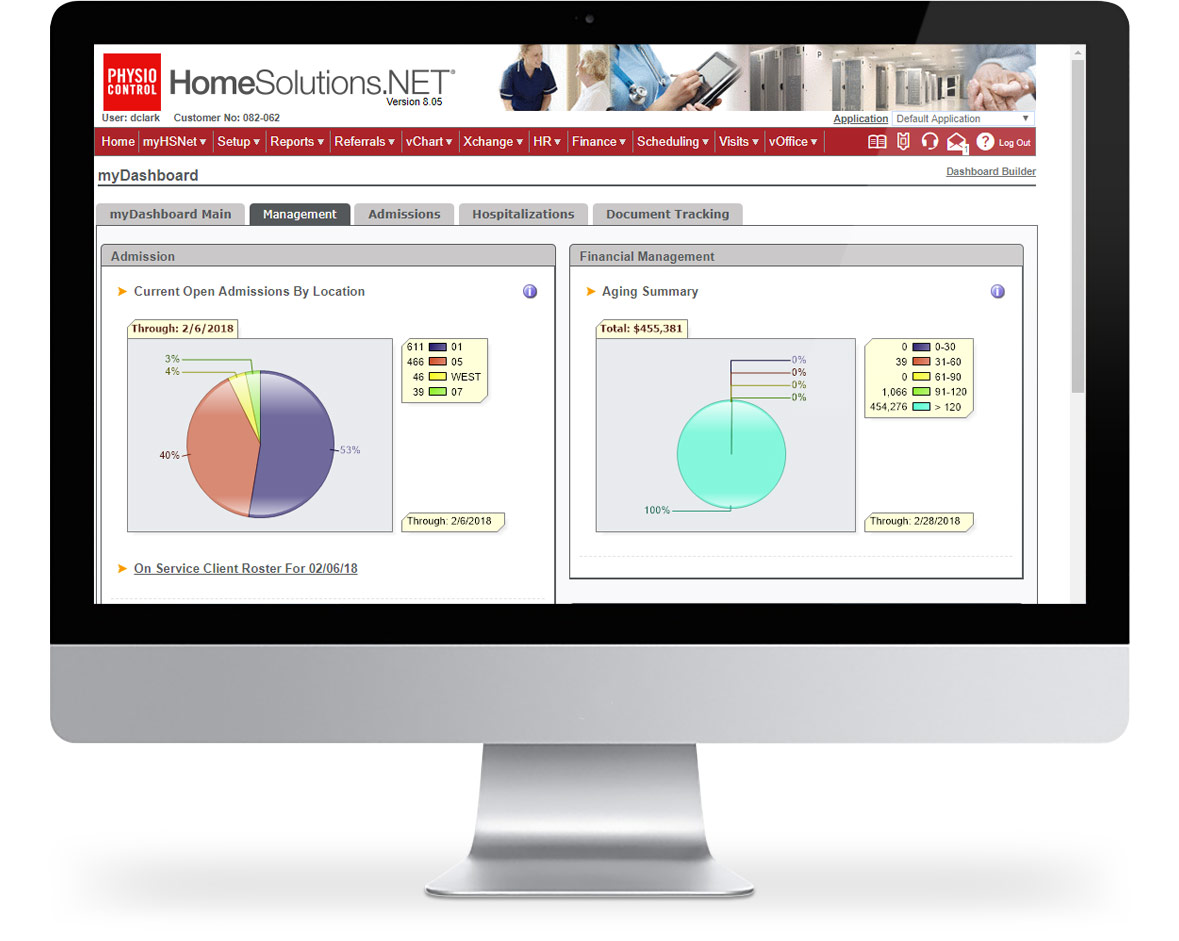 PHYSIO
CONTROL
HomeSolutions.NET®
Version 8.05
User: dclark Customer No: 082-062
Application Default Application
Home myHSNet Setup Reports Referrals vChart Xchange HR Finance Scheduling Visits vOffice 1 ? Log Out
myDashboard
Dashboard Builder
myDashboard Main Management Admissions Hospitalizations Document Tracking
Admission
Current Open Admissions By Location
i
Through: 2/6/2018
3%
4%
40%
53%
611 01
466 05
46 WEST
39 07
Through: 2/6/2018
On Service Client Roster For 02/06/18
Financial Management
Aging Summary
i
Total: $455,381
0%
0%
0%
0%
100%
0 0-30
39 31-60
0 61-90
1,066 91-120
454,276 > 120
Through: 2/28/2018
P